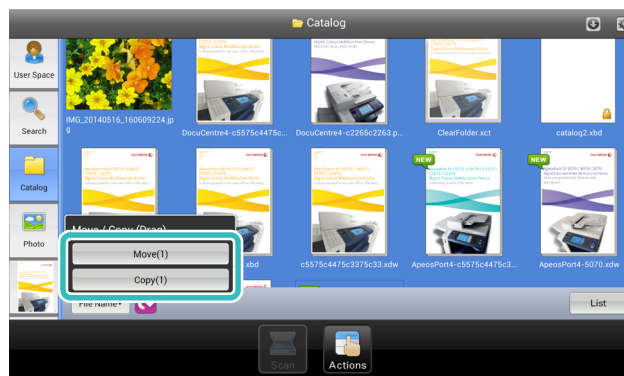 Catalog
User Space
Search
Catalog
Photo
IMG_20140516_160609224.jp
g
DocuCentre4-c5575c4475c...
DocuCentre4-c2265c2263.p...
ClearFolder.xct
catalog2.xbd
NEW
NEW
Move / Copy (Drag)
Move(1)
Copy(1)
.xbd
c5575c4475c3375c33.xdw
ApeosPort4-c5575c4475c3...
ApeosPort4-5070.xdw
File Name
List
Scan
Actions